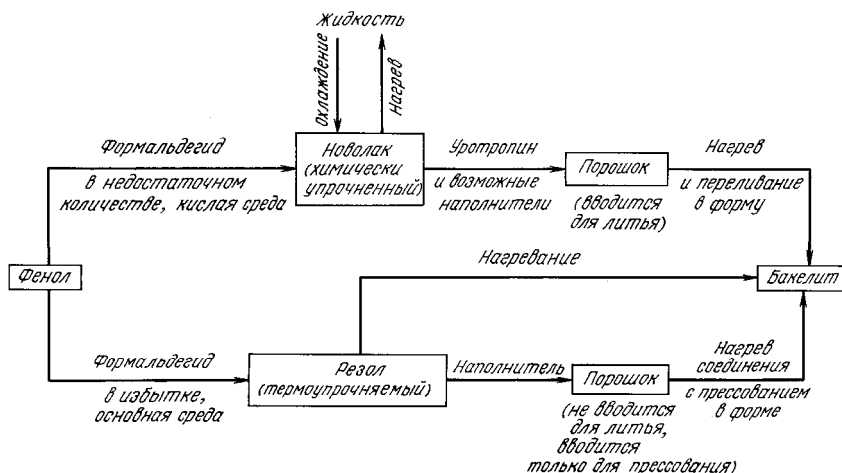 Жидкость
Охлаждение
Нагрев
Формальдегид
в недостаточном
количестве, кислая среда
Новолак
(химически
упрочненный)
Уротропин
и возможные
наполнители
Порошок
(вводится
для литья)
Нагрев
и переливание
в форму
Фенол
Нагревание
Бакелит
Формальдегид
в избытке,
основная среда
Резол
(термоупрочняемый)
Наполнитель
Порошок
(не вводится
для литья,
вводится
только для прессования)
Нагрев
соединения
с прессованием
в форме